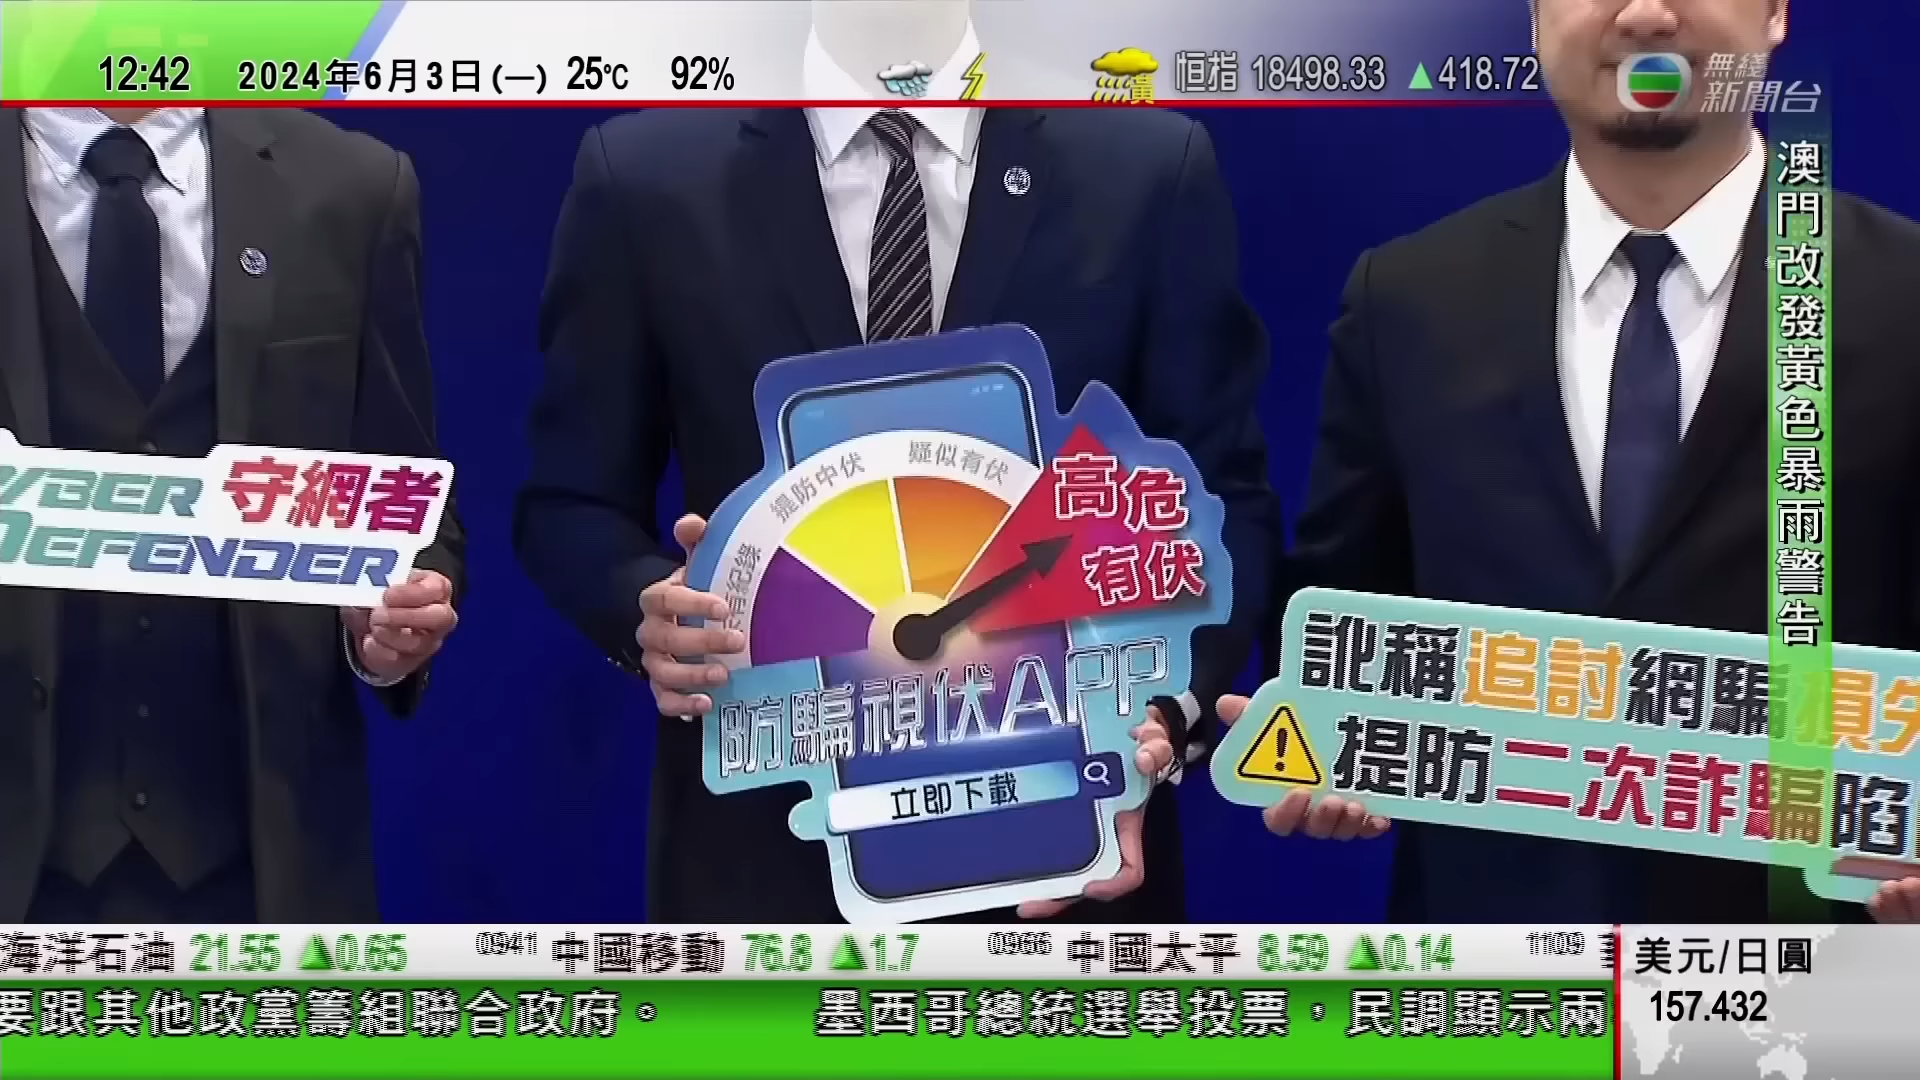 12:42 2024年6月3日(一) 25℃ 92%
廣
恒指 18498.33 ▲418.72
無綫
新聞台
澳門改發黃色暴雨警告
YBER 守網者
DEFENDER
有紀錄
提防中伏
疑似有伏
高危
有伏
防騙視伏APP
立即下載
訛稱追討網騙損失
提防二次詐騙陷
海洋石油 21.55 ▲0.65 0941 中國移動 76.8 ▲1.7 0966 中國太平 8.59 ▲0.14 1109
要跟其他政黨籌組聯合政府。 墨西哥總統選舉投票，民調顯示兩
美元/日圓
157.432